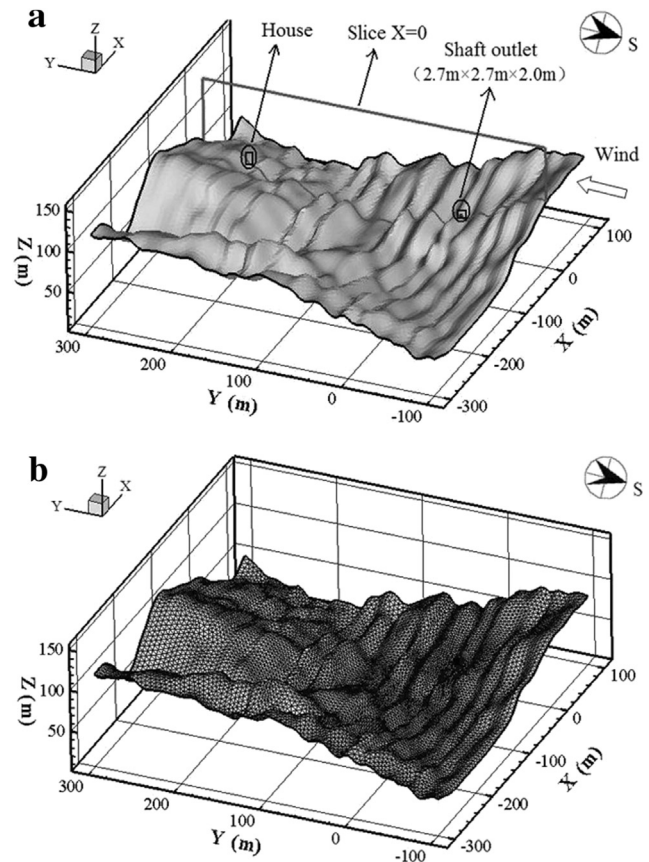 a
Z
X
Y
House
Slice X=0
Shaft outlet
(2.7m×2.7m×2.0m)
S
Wind
150
100
50
Z
(m)
300
200
100
0
-100
Y (m)
100
0
-100
-200
-300
X (m)
b
Z
X
Y
S
150
100
50
Z
(m)
300
200
100
0
-100
Y (m)
100
0
-100
-200
-300
X (m)